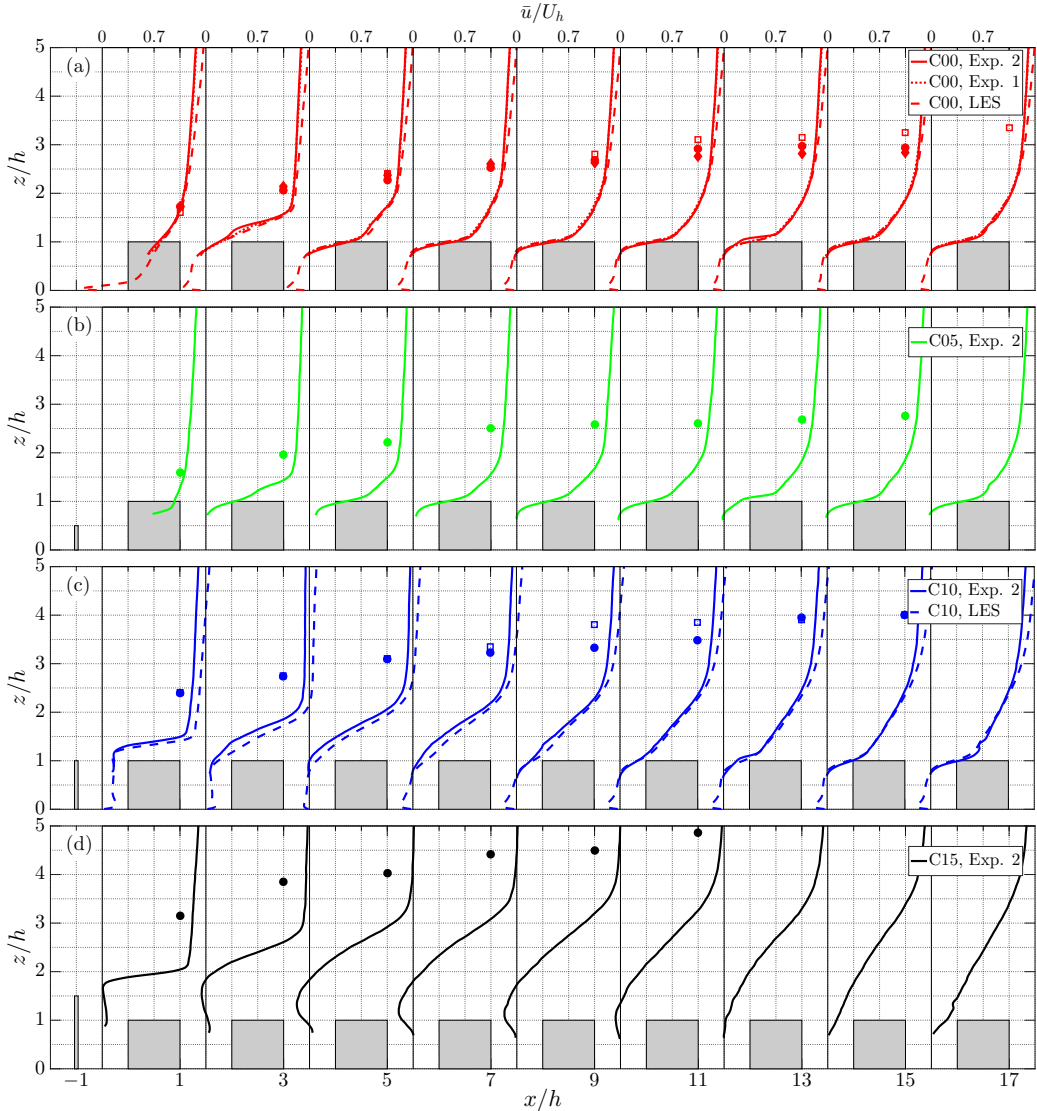 ū/U_h
0 0.7 0 0.7 0 0.7 0 0.7 0 0.7 0 0.7 0 0.7 0 0.7 0 0.7
(a)
C00, Exp. 2
C00, Exp. 1
C00, LES
z/h
5
4
3
2
1
0
(b)
C05, Exp. 2
z/h
5
4
3
2
1
0
(c)
C10, Exp. 2
C10, LES
z/h
5
4
3
2
1
0
(d)
C15, Exp. 2
z/h
5
4
3
2
1
0
−1 1 3 5 7 9 11 13 15 17
x/h